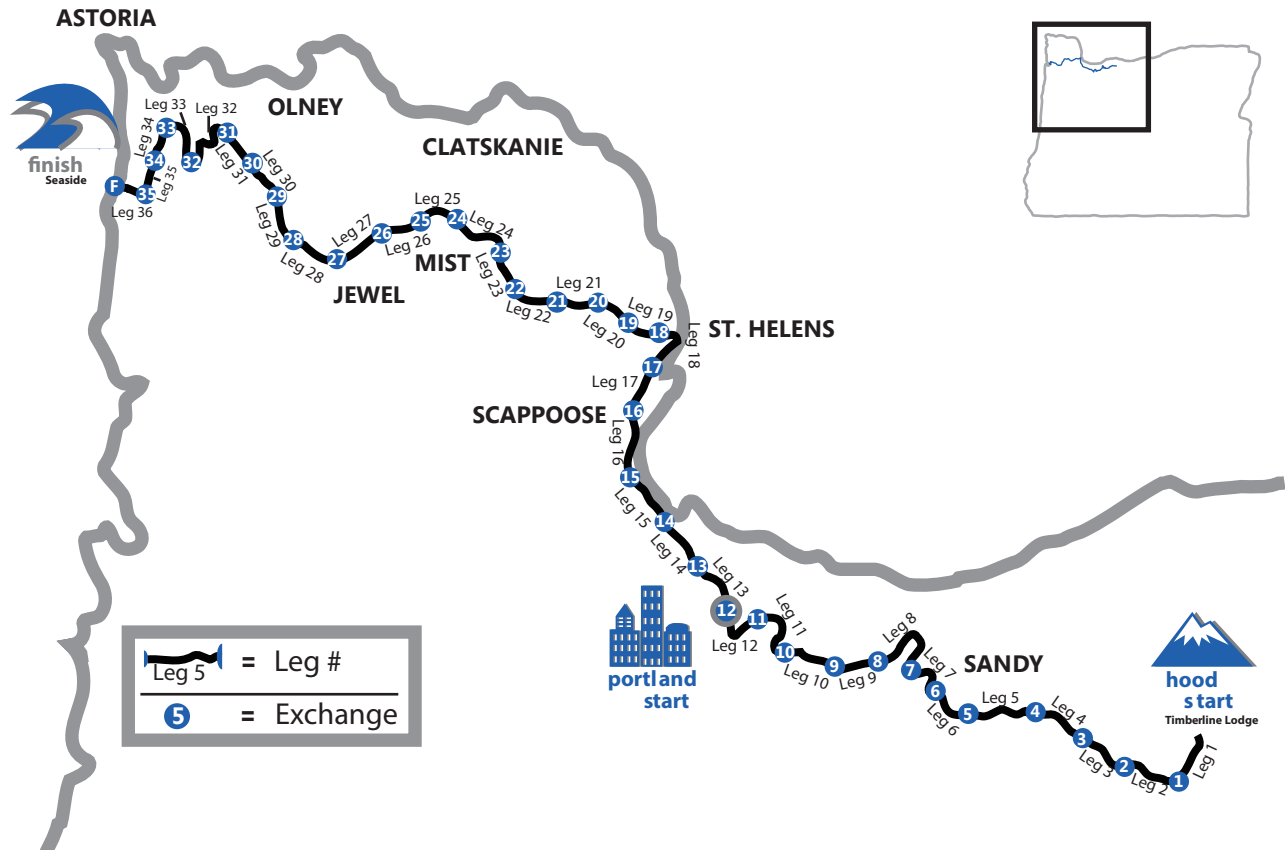 ASTORIA
OLNEY
CLATSKANIE
MIST
JEWEL
ST. HELENS
SCAPPOOSE
SANDY
finish
Seaside
portland
start
hood
start
Timberline Lodge
Leg 1
1
Leg 2
2
Leg 3
3
Leg 4
4
Leg 5
5
Leg 6
6
Leg 7
7
Leg 8
8
Leg 9
9
Leg 10
10
Leg 11
11
Leg 12
12
Leg 13
13
Leg 14
14
Leg 15
15
Leg 16
16
Leg 17
17
Leg 18
18
Leg 19
19
Leg 20
20
Leg 21
21
Leg 22
22
Leg 23
23
Leg 24
24
Leg 25
25
Leg 26
26
Leg 27
27
Leg 28
28
Leg 29
29
Leg 30
30
Leg 31
31
Leg 32
32
Leg 33
33
Leg 34
34
Leg 35
35
Leg 36
F
Leg 5 = Leg #
5 = Exchange